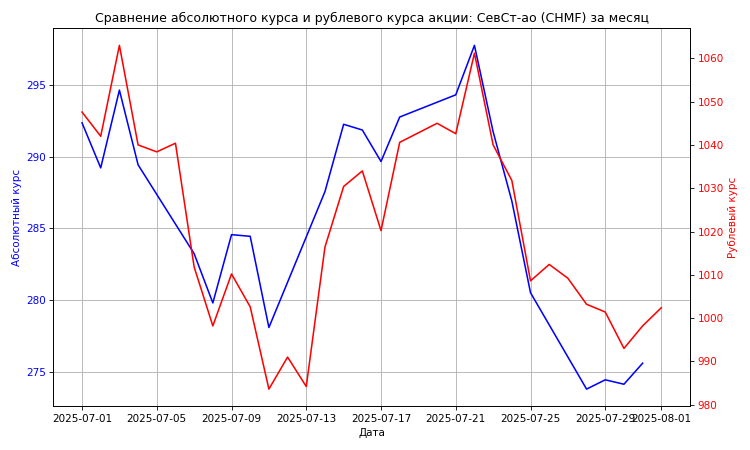 Сравнение абсолютного курса и рублевого курса акции: СевСт-ао (CHMF) за месяц
Абсолютный курс
295
290
285
280
275
1060
1050
1040
1030
1020
1010
1000
990
980
Рублевый курс
2025-07-01 2025-07-05 2025-07-09 2025-07-13 2025-07-17 2025-07-21 2025-07-25 2025-07-29 2025-08-01
Дата